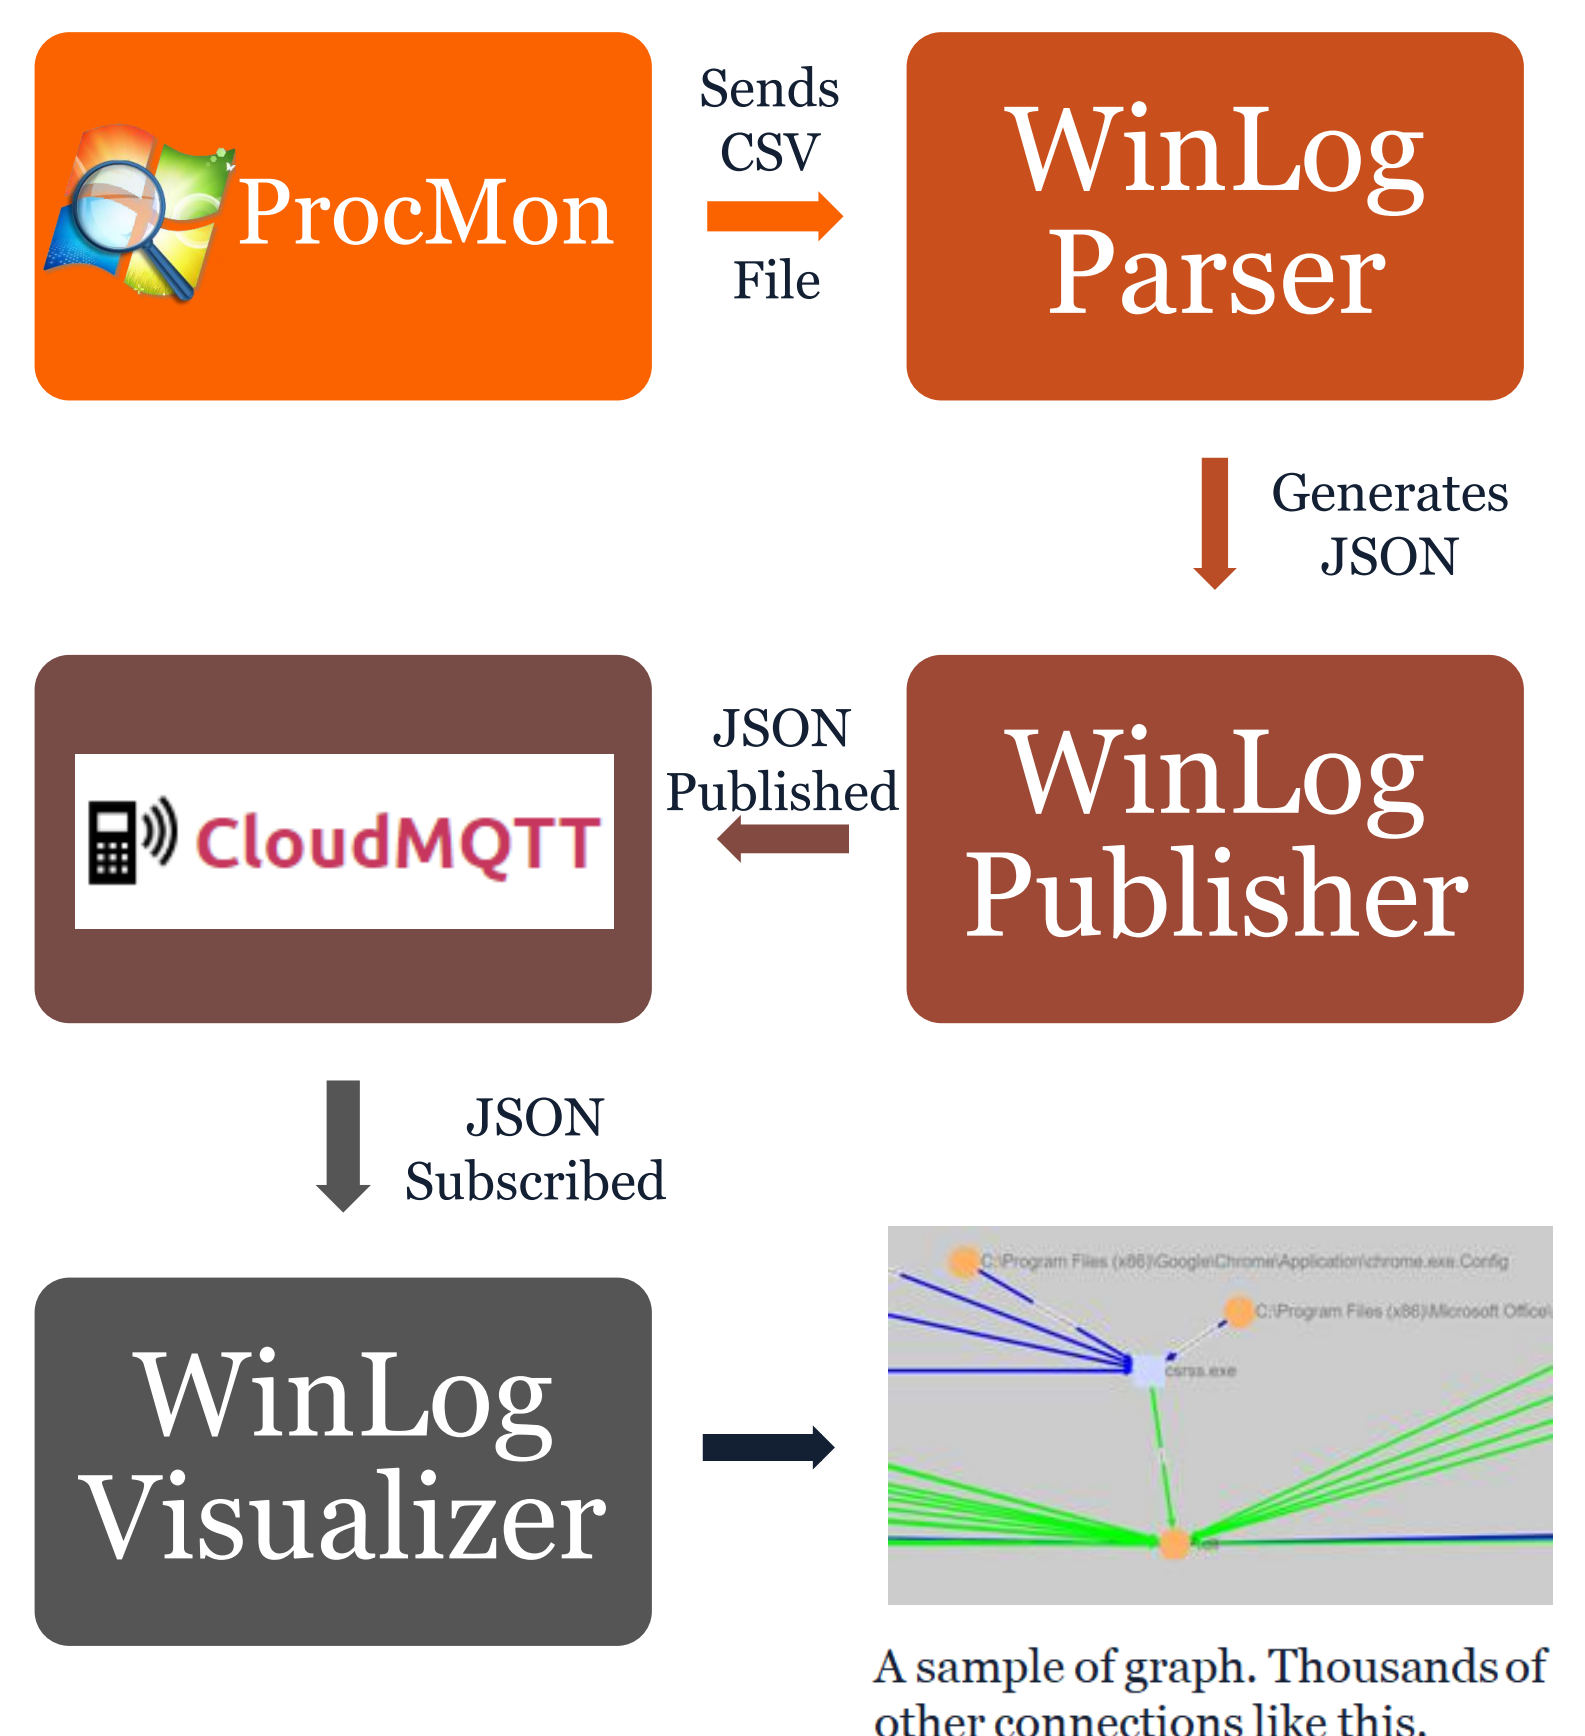 ProcMon
Sends
CSV
File
WinLog
Parser
Generates
JSON
WinLog
Publisher
JSON
Published
CloudMQTT
JSON
Subscribed
WinLog
Visualizer
C:\Program Files (x86)\Google\Chrome\Application\chrome.exe.Config
C:\Program Files (x86)\Microsoft Office\
csrss.exe
A sample of graph. Thousands of
other connections like this.